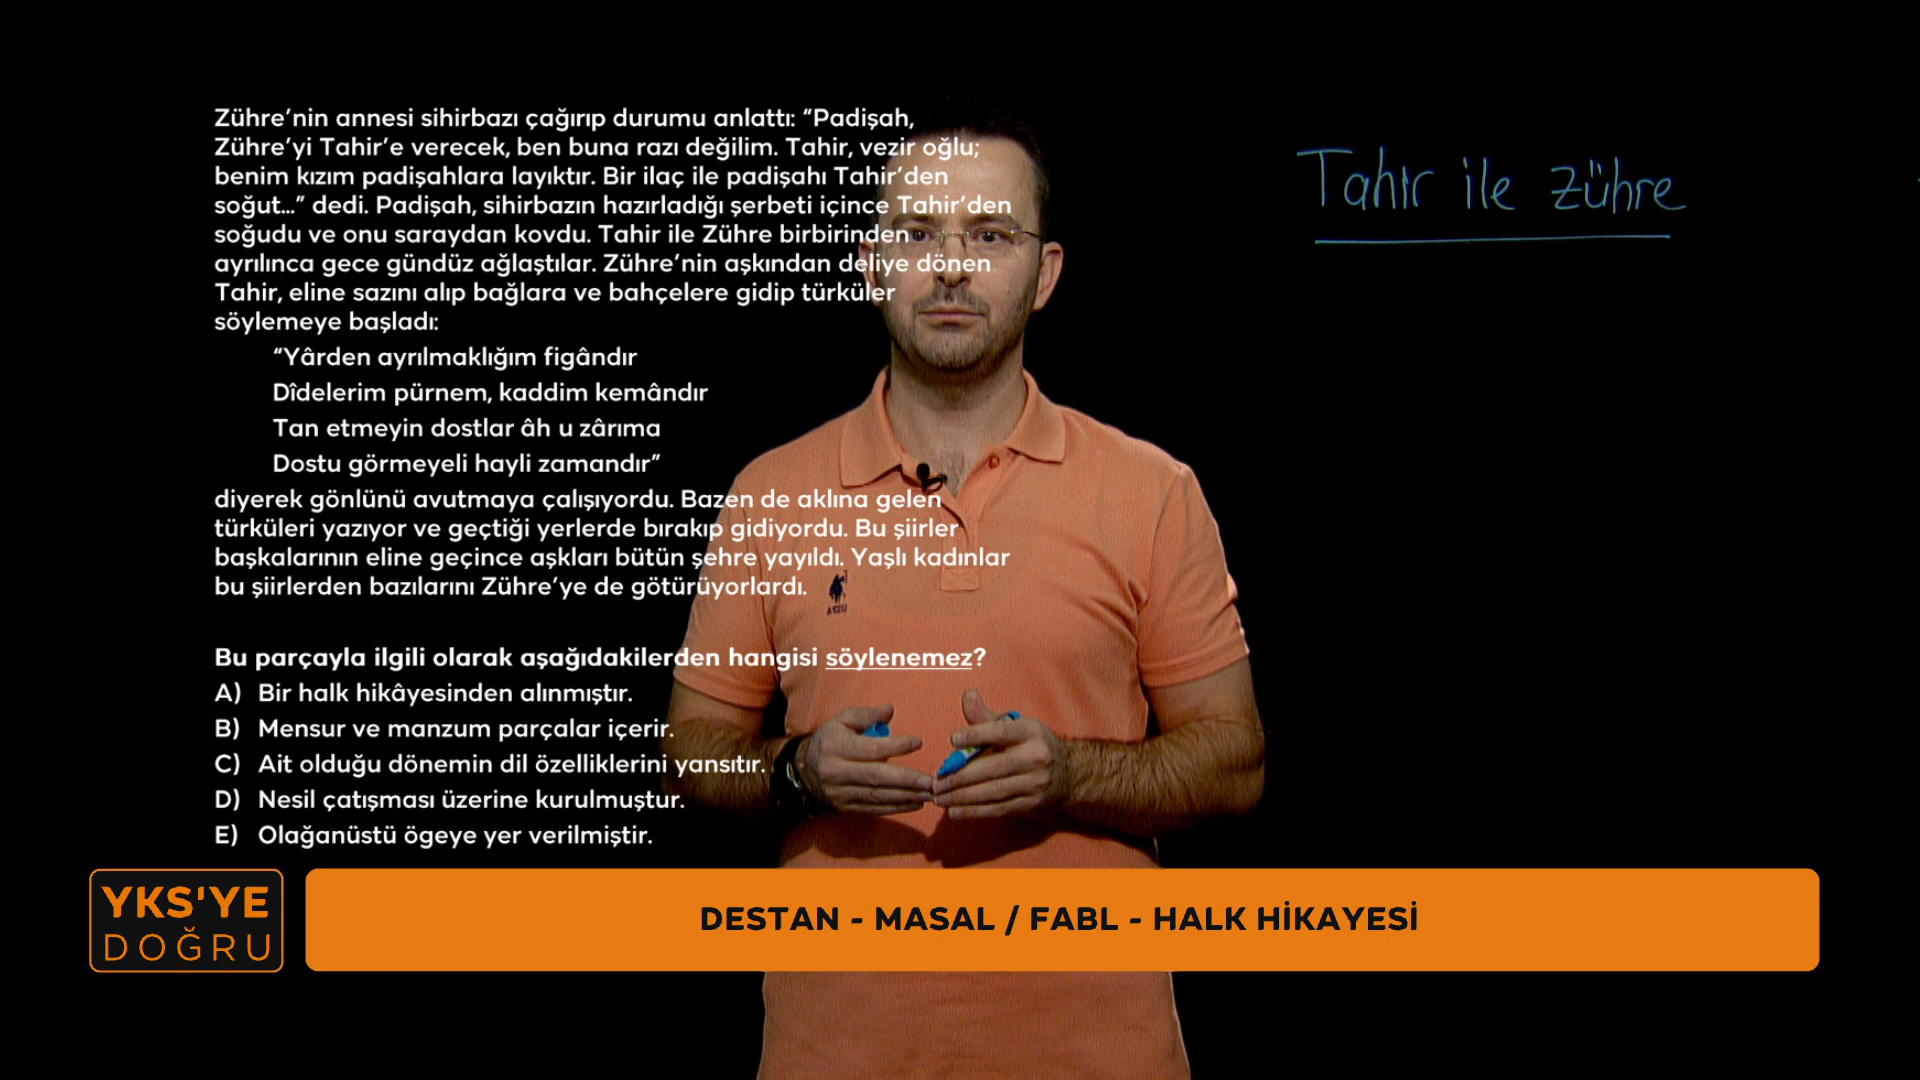 Zühre’nin annesi sihirbazı çağırıp durumu anlattı: “Padişah,
Zühre’yi Tahir’e verecek, ben buna razı değilim. Tahir, vezir oğlu;
benim kızım padişahlara layıktır. Bir ilaç ile padişahı Tahir’den
soğut...” dedi. Padişah, sihirbazın hazırladığı şerbeti içince Tahir’den
soğudu ve onu saraydan kovdu. Tahir ile Zühre birbirinden
ayrılınca gece gündüz ağlaştılar. Zühre’nin aşkından deliye dönen
Tahir, eline sazını alıp bağlara ve bahçelere gidip türküler
söylemeye başladı:
“Yârden ayrılmaklığım figândır
Dîdelerim pürnem, kaddim kemândır
Tan etmeyin dostlar âh u zârıma
Dostu görmeyeli hayli zamandır”
diyerek gönlünü avutmaya çalışıyordu. Bazen de aklına gelen
türküleri yazıyor ve geçtiği yerlerde bırakıp gidiyordu. Bu şiirler
başkalarının eline geçince aşkları bütün şehre yayıldı. Yaşlı kadınlar
bu şiirlerden bazılarını Zühre’ye de götürüyorlardı.
Bu parçayla ilgili olarak aşağıdakilerden hangisi söylenemez?
A) Bir halk hikâyesinden alınmıştır.
B) Mensur ve manzum parçalar içerir.
C) Ait olduğu dönemin dil özelliklerini yansıtır.
D) Nesil çatışması üzerine kurulmuştur.
E) Olağanüstü ögeye yer verilmiştir.
Tahir ile Zühre
YKS'YE
DOĞRU
DESTAN - MASAL / FABL - HALK HİKAYESİ